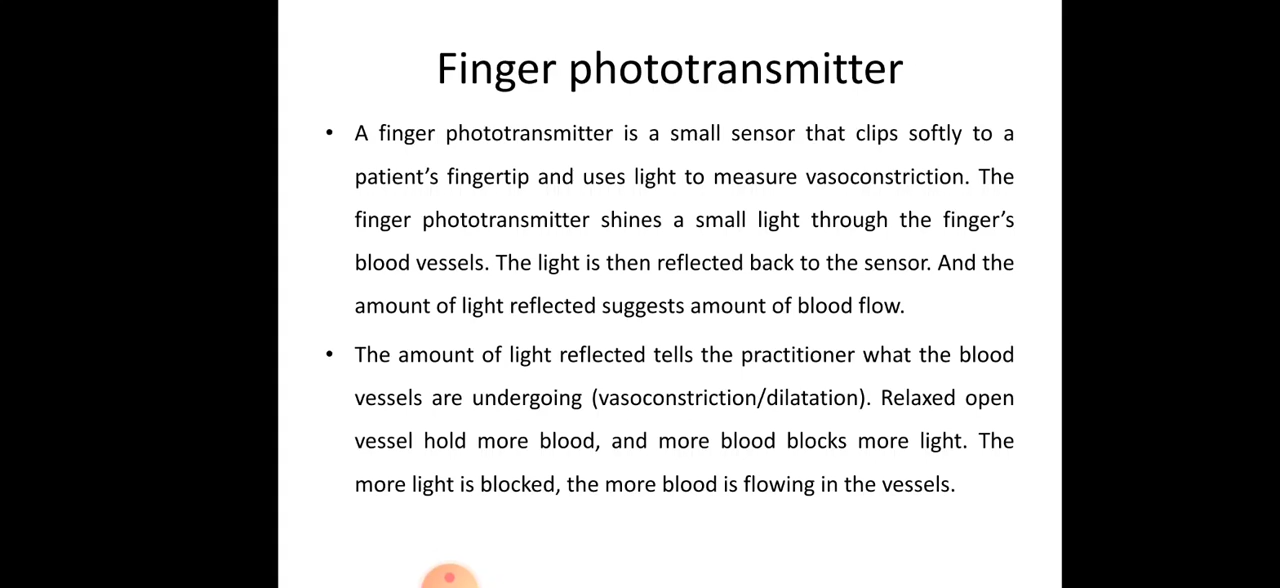 Finger phototransmitter
• A finger phototransmitter is a small sensor that clips softly to a
patient’s fingertip and uses light to measure vasoconstriction. The
finger phototransmitter shines a small light through the finger’s
blood vessels. The light is then reflected back to the sensor. And the
amount of light reflected suggests amount of blood flow.
• The amount of light reflected tells the practitioner what the blood
vessels are undergoing (vasoconstriction/dilatation). Relaxed open
vessel hold more blood, and more blood blocks more light. The
more light is blocked, the more blood is flowing in the vessels.